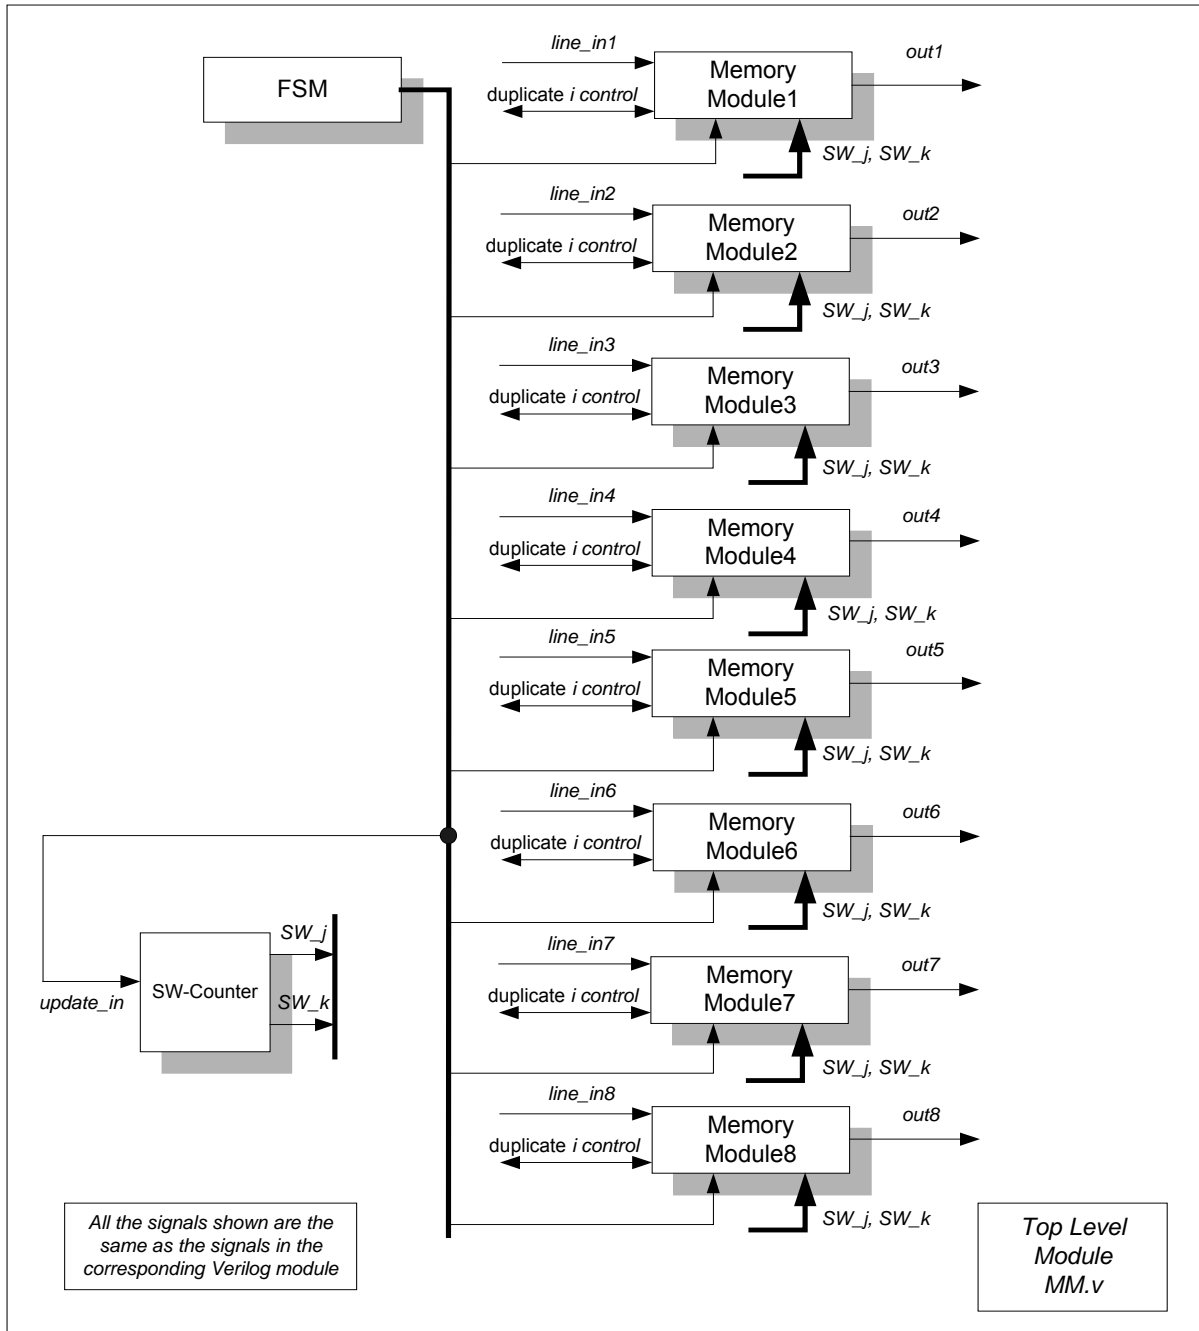 FSM
line_in1
duplicate i control
Memory
Module1
out1
SW_j, SW_k
line_in2
duplicate i control
Memory
Module2
out2
SW_j, SW_k
line_in3
duplicate i control
Memory
Module3
out3
SW_j, SW_k
line_in4
duplicate i control
Memory
Module4
out4
SW_j, SW_k
line_in5
duplicate i control
Memory
Module5
out5
SW_j, SW_k
line_in6
duplicate i control
Memory
Module6
out6
SW_j, SW_k
update_in
SW-Counter
SW_j
SW_k
line_in7
duplicate i control
Memory
Module7
out7
SW_j, SW_k
line_in8
duplicate i control
Memory
Module8
out8
SW_j, SW_k
All the signals shown are the
same as the signals in the
corresponding Verilog module
Top Level
Module
MM.v